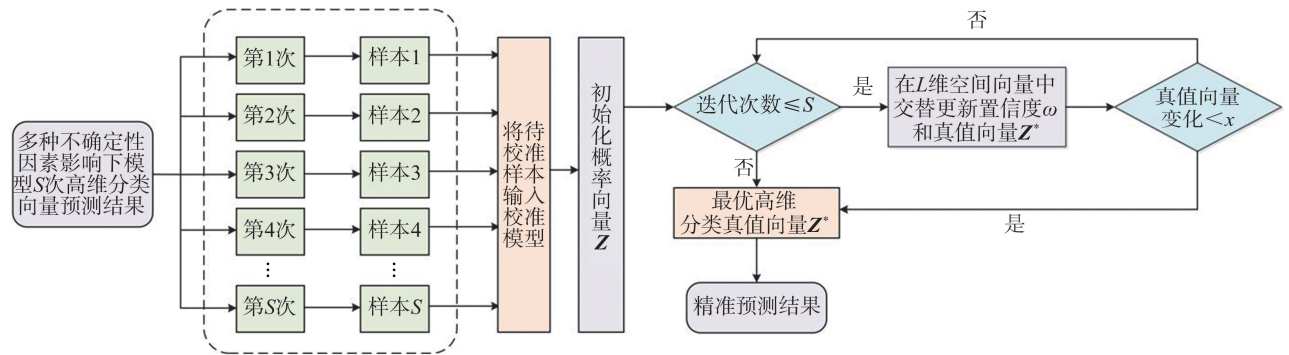 多种不确定性
因素影响下模
型S次高维分类
向量预测结果
第1次
样本1
第2次
样本2
第3次
样本3
第4次
样本4
⋮
⋮
第S次
样本S
将待
校准
样本
输入
校准
模型
初始化概率向量Z
迭代次数≤S
是
否
在L维空间向量中
交替更新置信度ω
和真值向量Z*
真值向量
变化<x
否
是
最优高维
分类真值向量Z*
精准预测结果